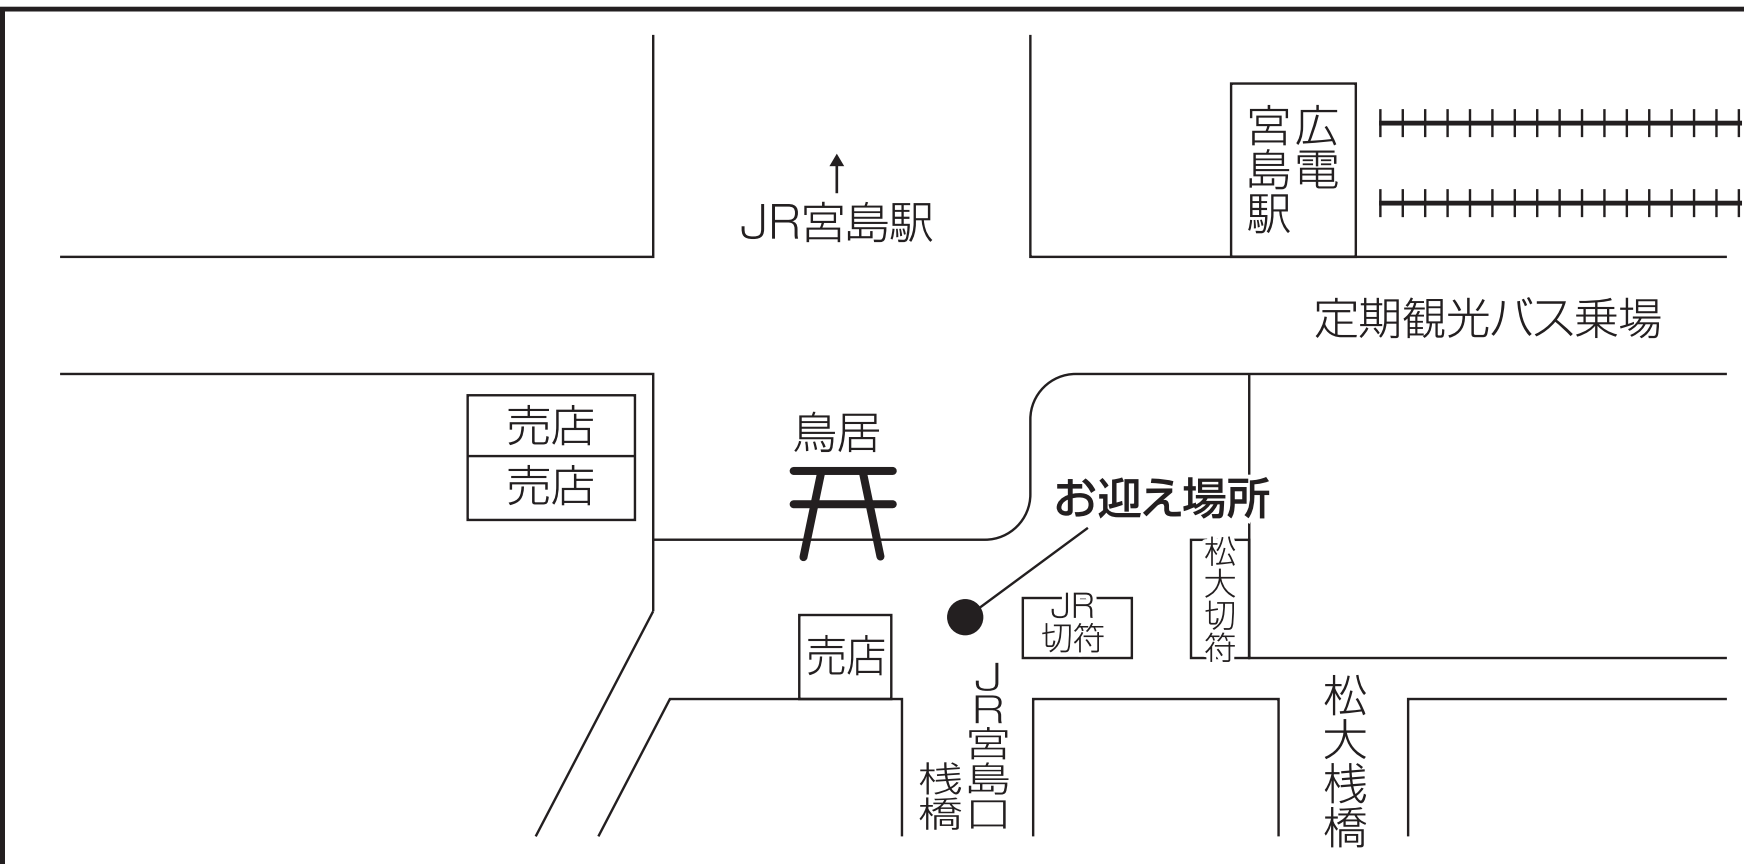 JR宮島駅
広電
宮島駅
定期観光バス乗場
売店
売店
鳥居
お迎え場所
松大切符
JR
切符
売店
JR宮島口
桟橋
松大桟橋